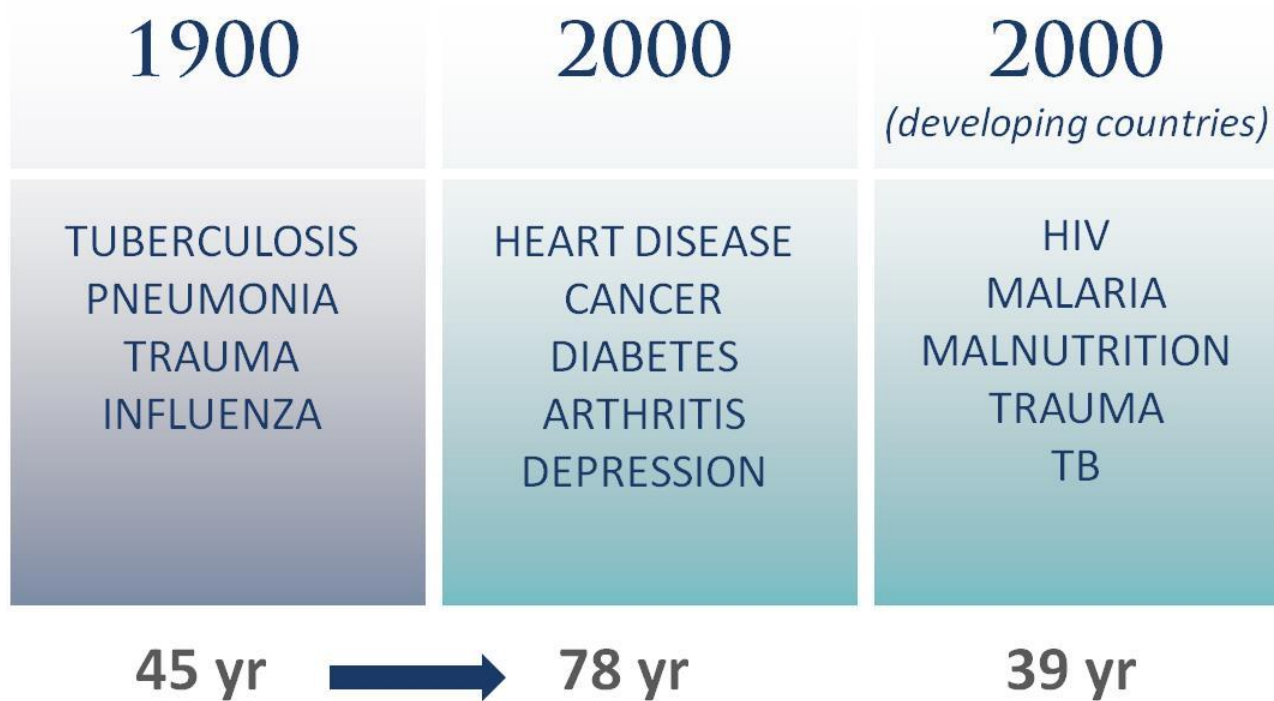 1900
TUBERCULOSIS
PNEUMONIA
TRAUMA
INFLUENZA
45 yr
2000
HEART DISEASE
CANCER
DIABETES
ARTHRITIS
DEPRESSION
78 yr
2000
(developing countries)
HIV
MALARIA
MALNUTRITION
TRAUMA
TB
39 yr